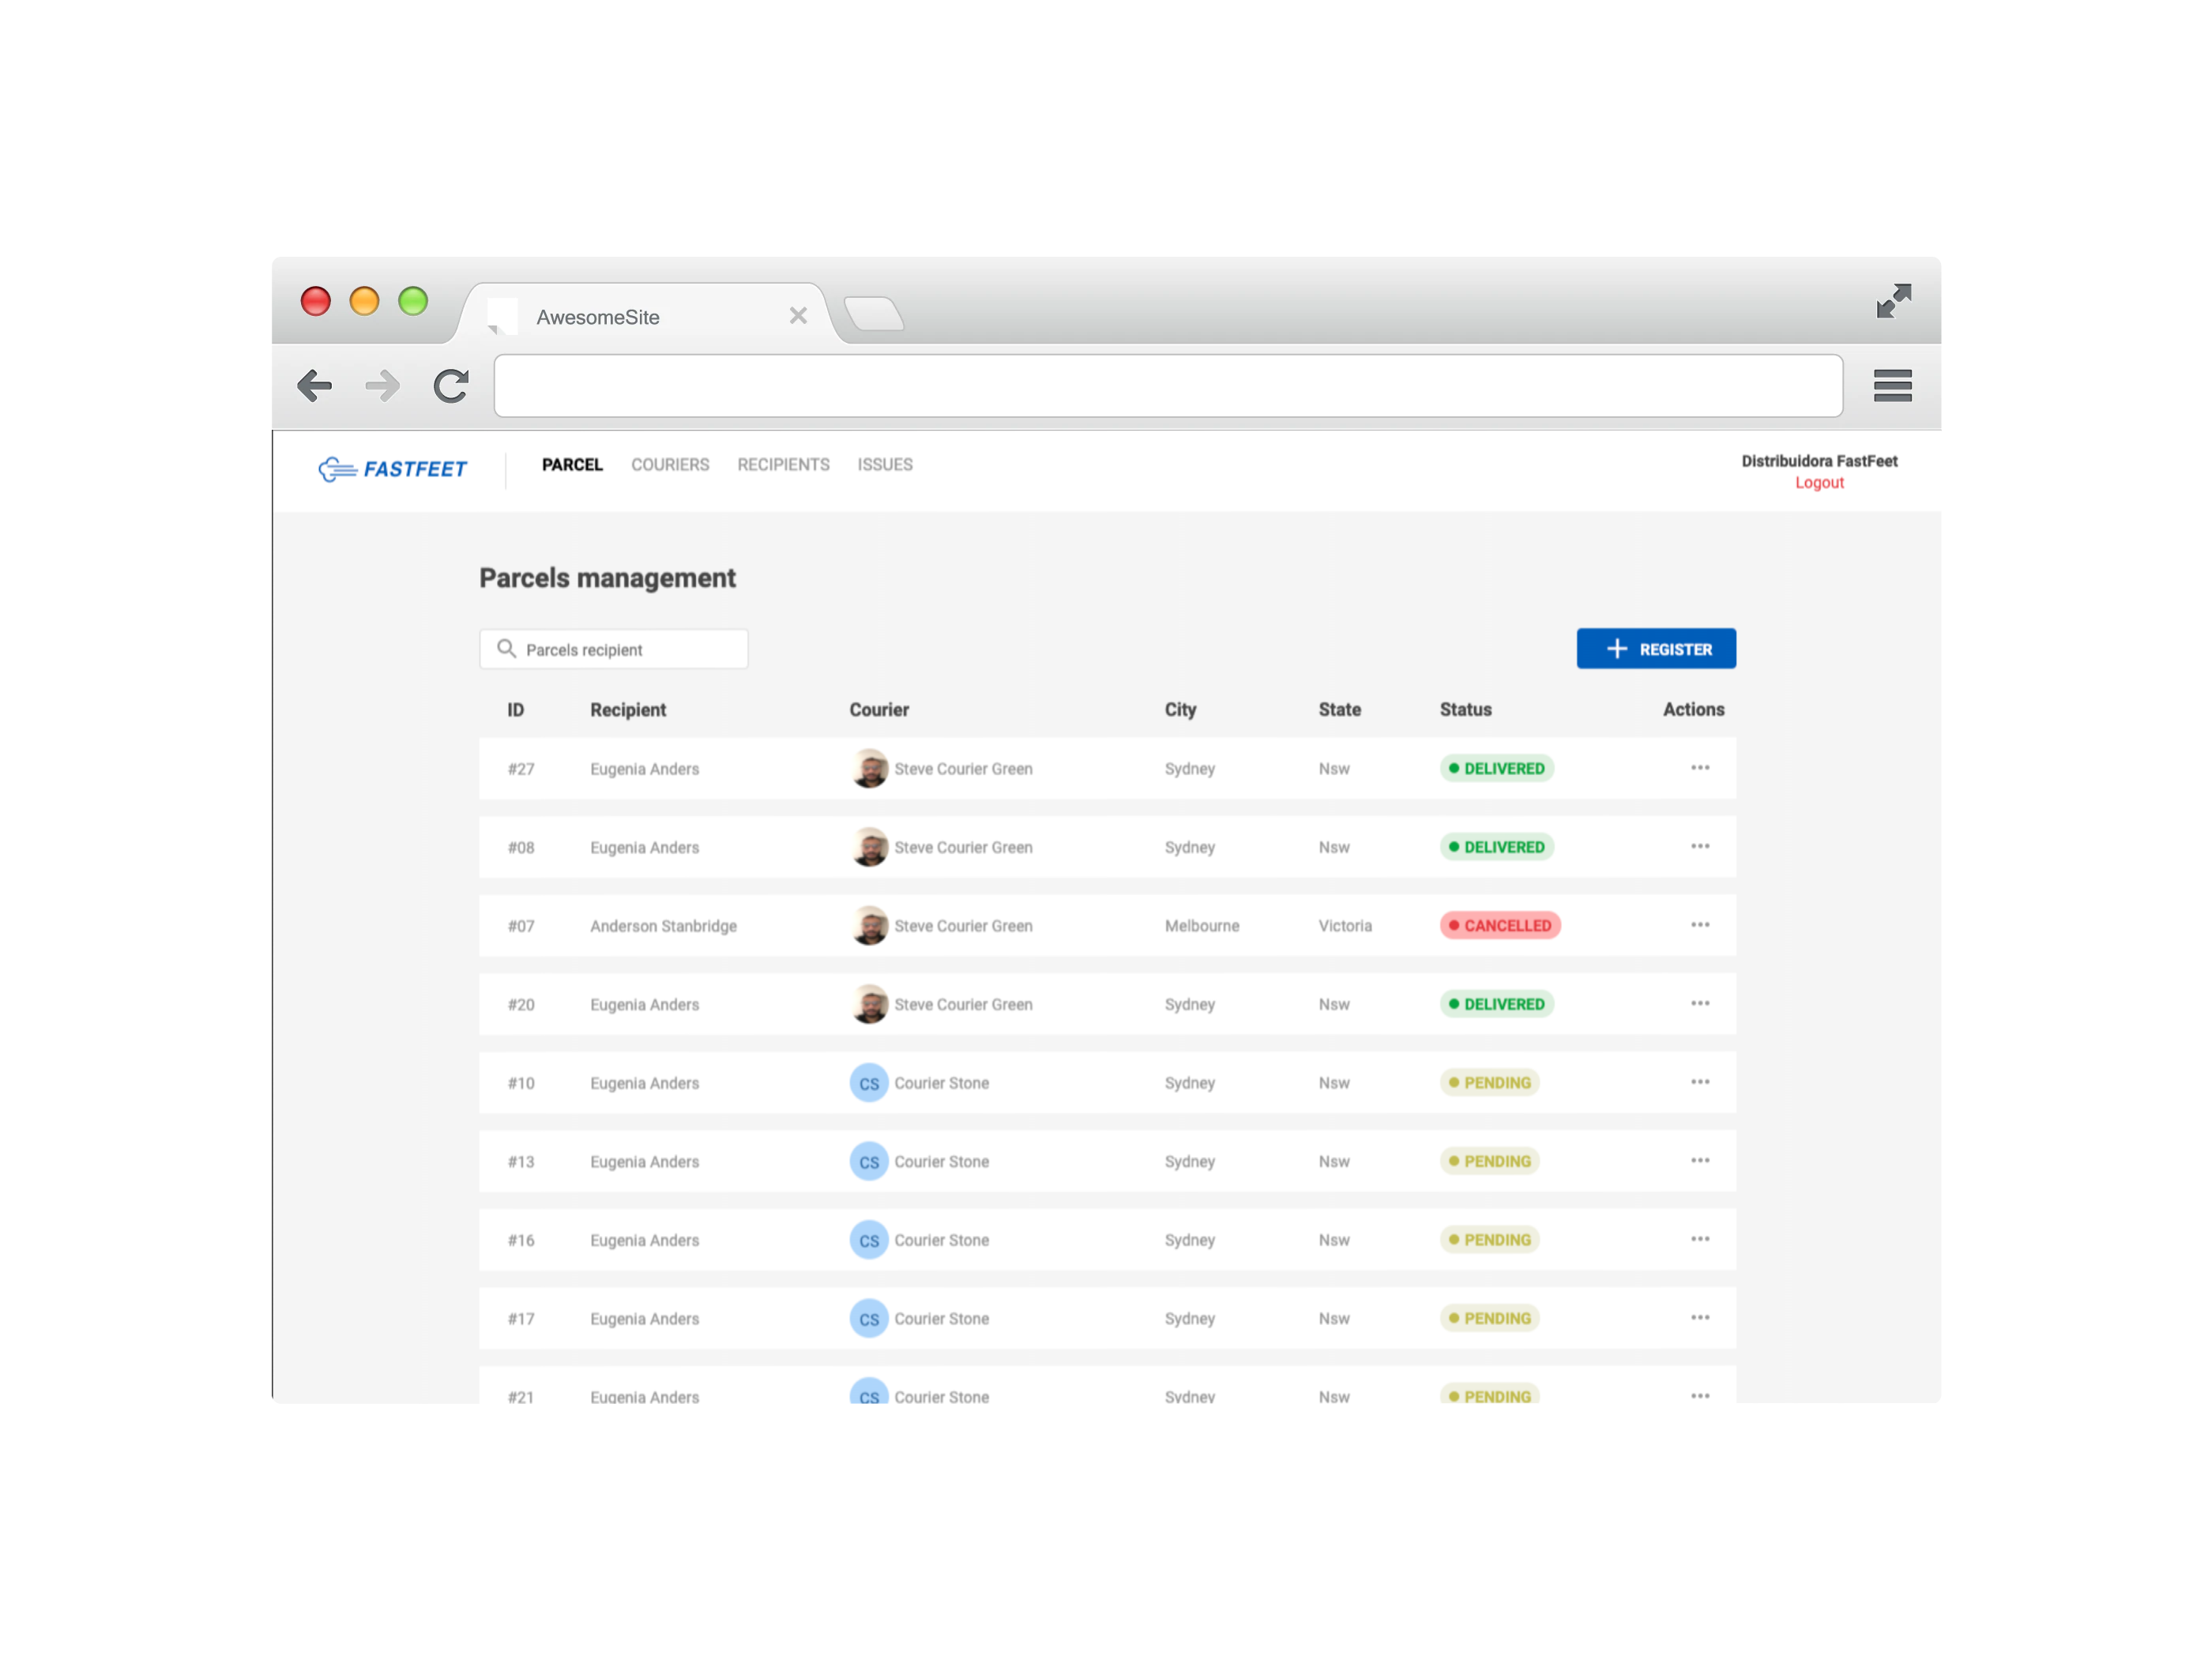 AwesomeSite
FASTFEET PARCEL COURIERS RECIPIENTS ISSUES Distribuidora FastFeet
Logout
Parcels management
Parcels recipient REGISTER
ID Recipient Courier City State Status Actions
#27 Eugenia Anders Steve Courier Green Sydney Nsw DELIVERED
#08 Eugenia Anders Steve Courier Green Sydney Nsw DELIVERED
#07 Anderson Stanbridge Steve Courier Green Melbourne Victoria CANCELLED
#20 Eugenia Anders Steve Courier Green Sydney Nsw DELIVERED
#10 Eugenia Anders CS Courier Stone Sydney Nsw PENDING
#13 Eugenia Anders CS Courier Stone Sydney Nsw PENDING
#16 Eugenia Anders CS Courier Stone Sydney Nsw PENDING
#17 Eugenia Anders CS Courier Stone Sydney Nsw PENDING
#21 Eugenia Anders CS Courier Stone Sydney Nsw PENDING